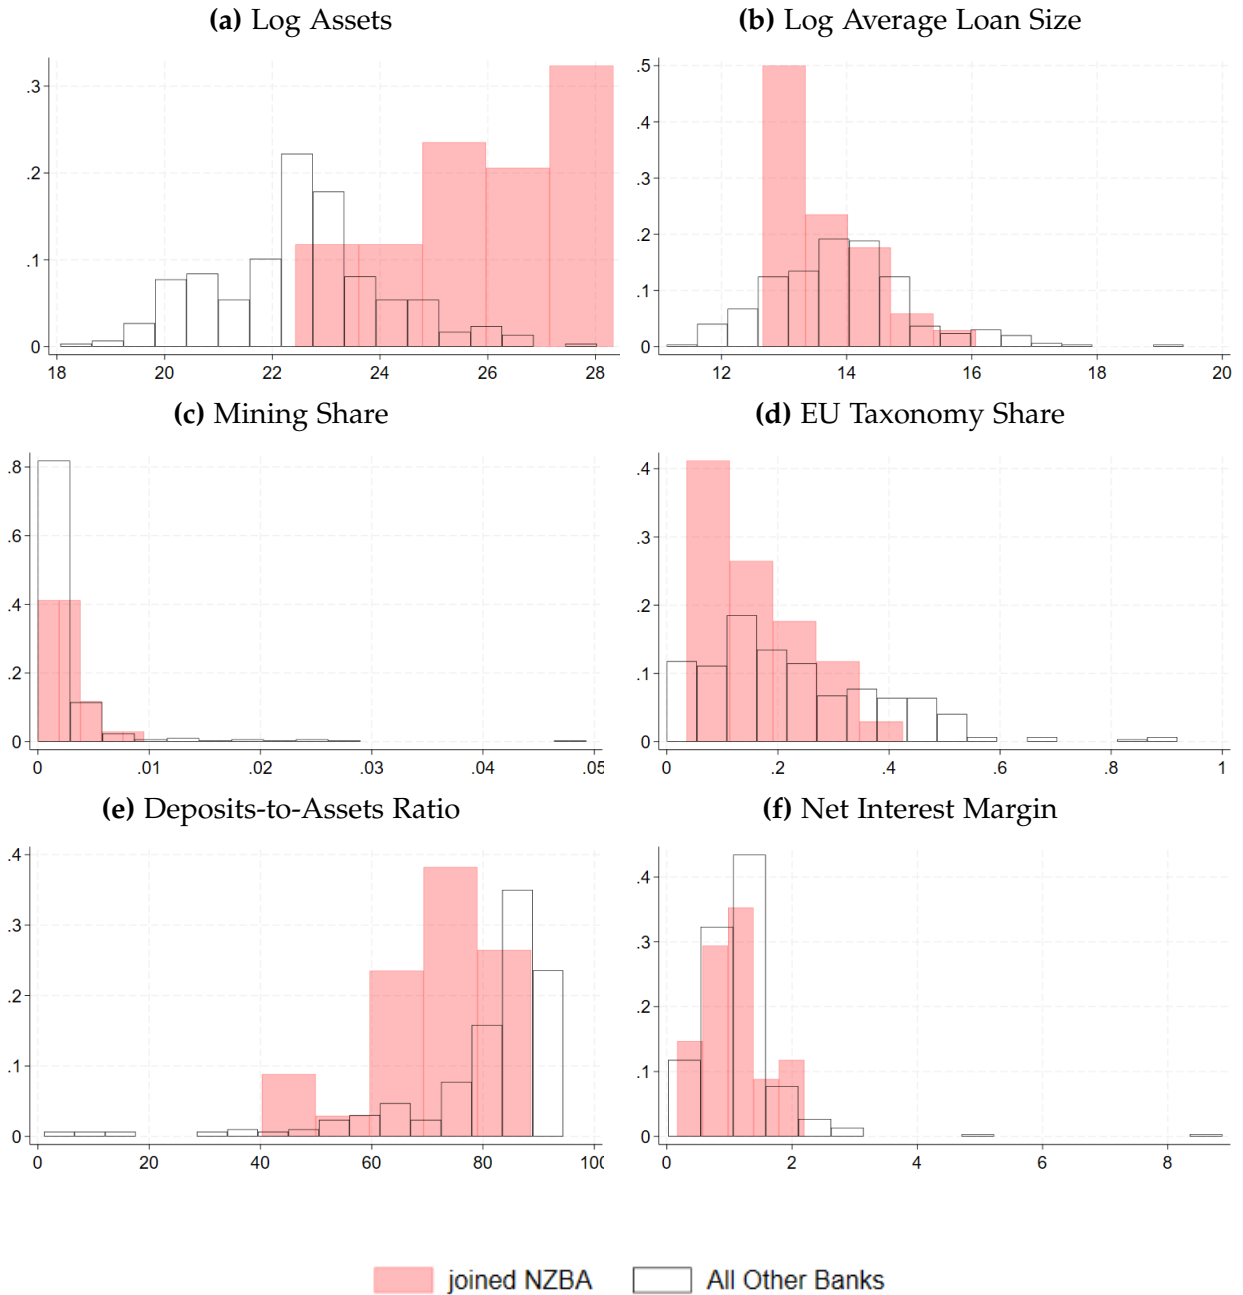 (a) Log Assets
(b) Log Average Loan Size
.3
.2
.1
0
18 20 22 24 26 28
.5
.4
.3
.2
.1
0
12 14 16 18 20
(c) Mining Share
(d) EU Taxonomy Share
.8
.6
.4
.2
0
0 .01 .02 .03 .04 .05
.4
.3
.2
.1
0
0 .2 .4 .6 .8 1
(e) Deposits-to-Assets Ratio
(f) Net Interest Margin
.4
.3
.2
.1
0
0 20 40 60 80 100
.4
.3
.2
.1
0
0 2 4 6 8
joined NZBA All Other Banks